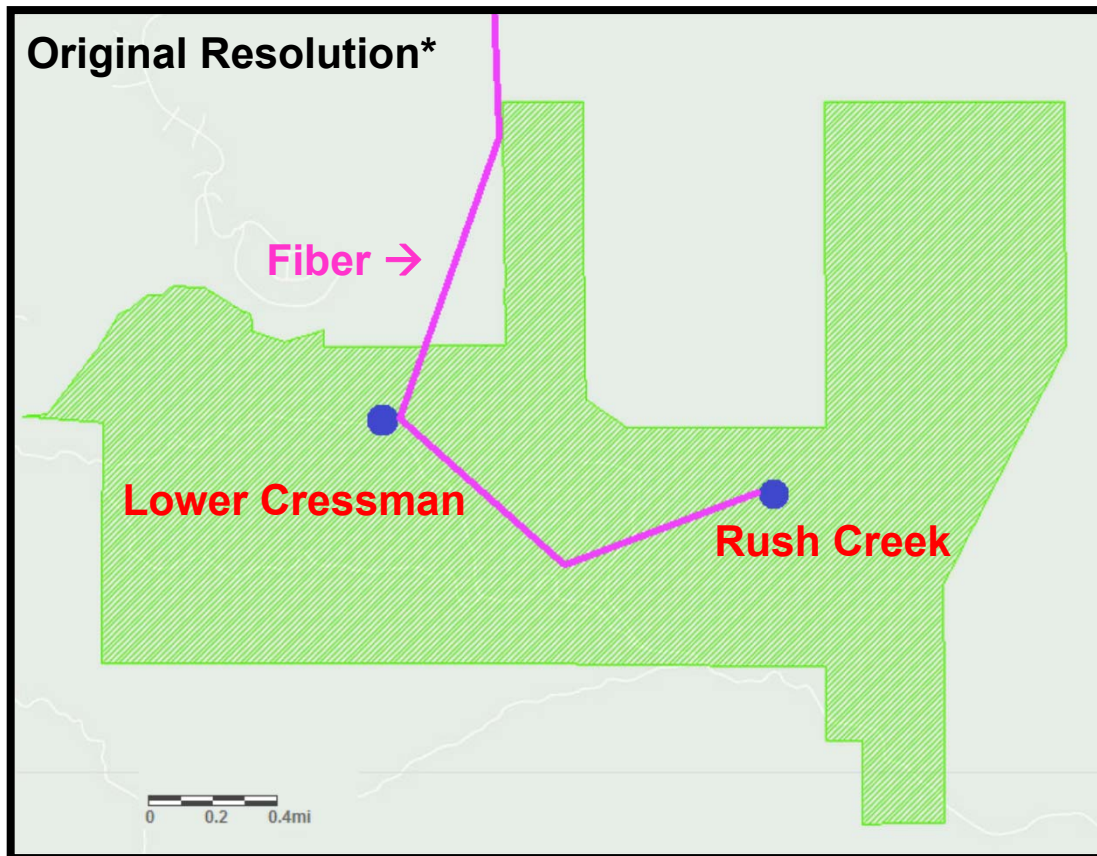 Original Resolution*
Fiber →
Lower Cressman
Rush Creek
0 0.2 0.4mi